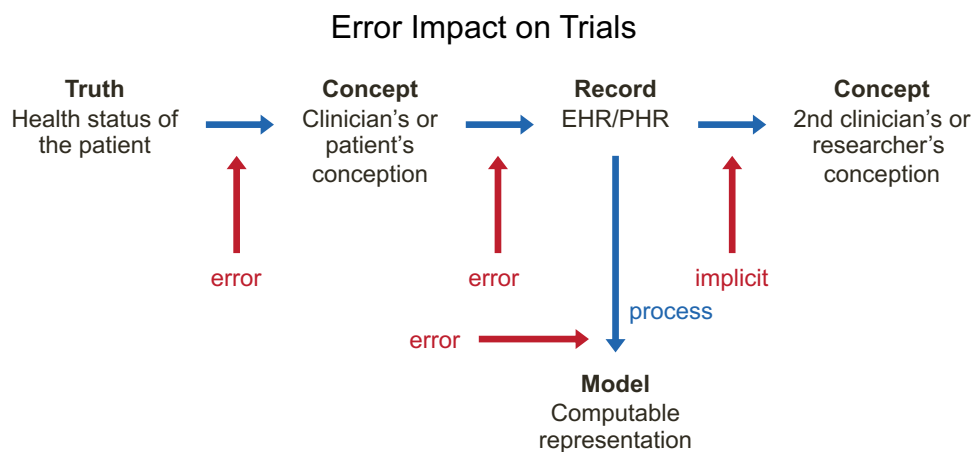 Error Impact on Trials
Truth
Health status of
the patient
Concept
Clinician’s or
patient’s
conception
Record
EHR/PHR
Concept
2nd clinician’s or
researcher’s
conception
error
error
implicit
process
error
Model
Computable
representation